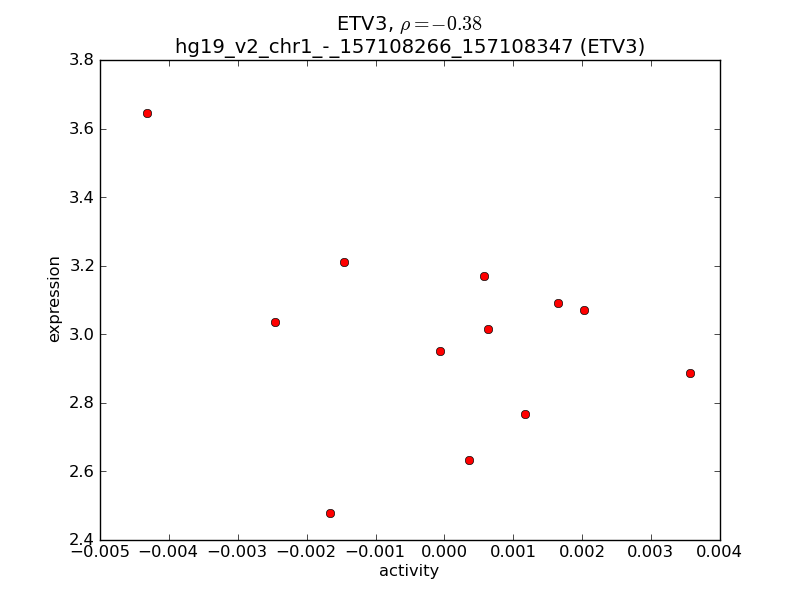 ETV3, ρ = −0.38
hg19_v2_chr1_-_157108266_157108347 (ETV3)
3.8
3.6
3.4
3.2
3.0
2.8
2.6
2.4
expression
−0.005 −0.004 −0.003 −0.002 −0.001 0.000 0.001 0.002 0.003 0.004
activity